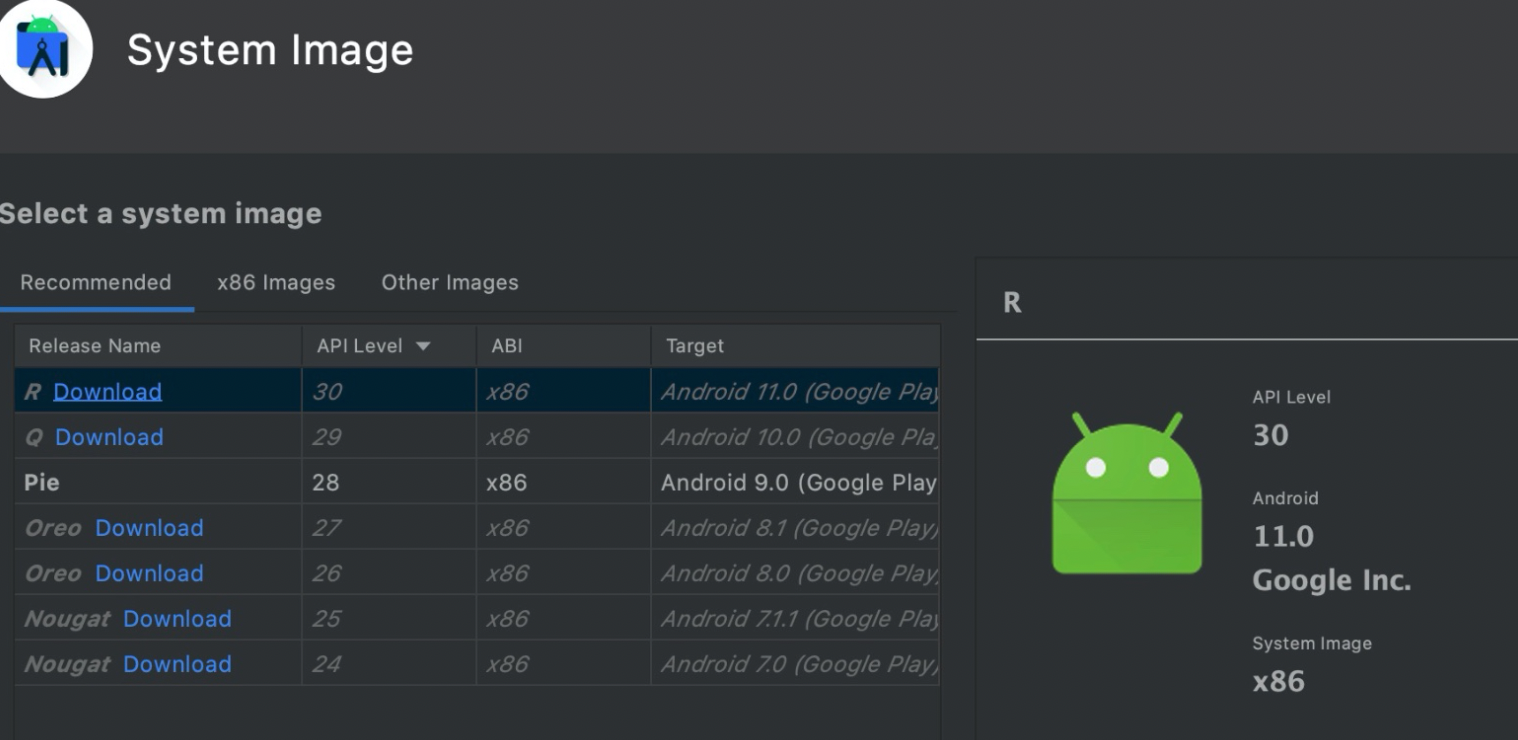 System Image
Select a system image
Recommended x86 Images Other Images
Release Name API Level ABI Target
R Download 30 x86 Android 11.0 (Google Play
Q Download 29 x86 Android 10.0 (Google Pla
Pie 28 x86 Android 9.0 (Google Play
Oreo Download 27 x86 Android 8.1 (Google Play)
Oreo Download 26 x86 Android 8.0 (Google Play)
Nougat Download 25 x86 Android 7.1.1 (Google Play
Nougat Download 24 x86 Android 7.0 (Google Play)
R
API Level
30
Android
11.0
Google Inc.
System Image
x86